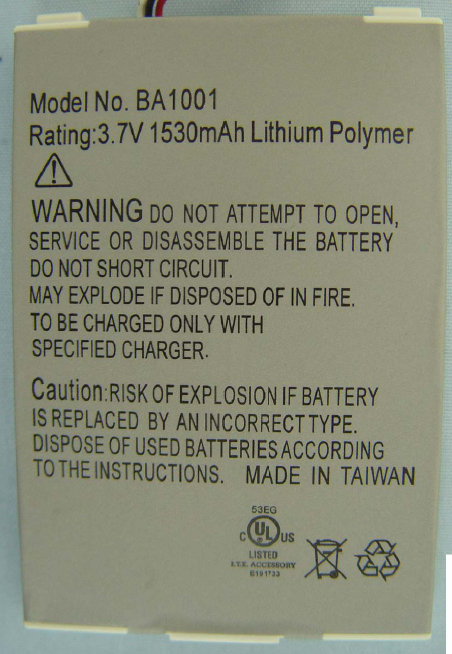 Model No. BA1001
Rating:3.7V 1530mAh Lithium Polymer
WARNING DO NOT ATTEMPT TO OPEN,
SERVICE OR DISASSEMBLE THE BATTERY
DO NOT SHORT CIRCUIT.
MAY EXPLODE IF DISPOSED OF IN FIRE.
TO BE CHARGED ONLY WITH
SPECIFIED CHARGER.
Caution:RISK OF EXPLOSION IF BATTERY
IS REPLACED BY AN INCORRECT TYPE.
DISPOSE OF USED BATTERIES ACCORDING
TO THE INSTRUCTIONS. MADE IN TAIWAN
53EG
C UL US
LISTED
I.T.E. ACCESSORY